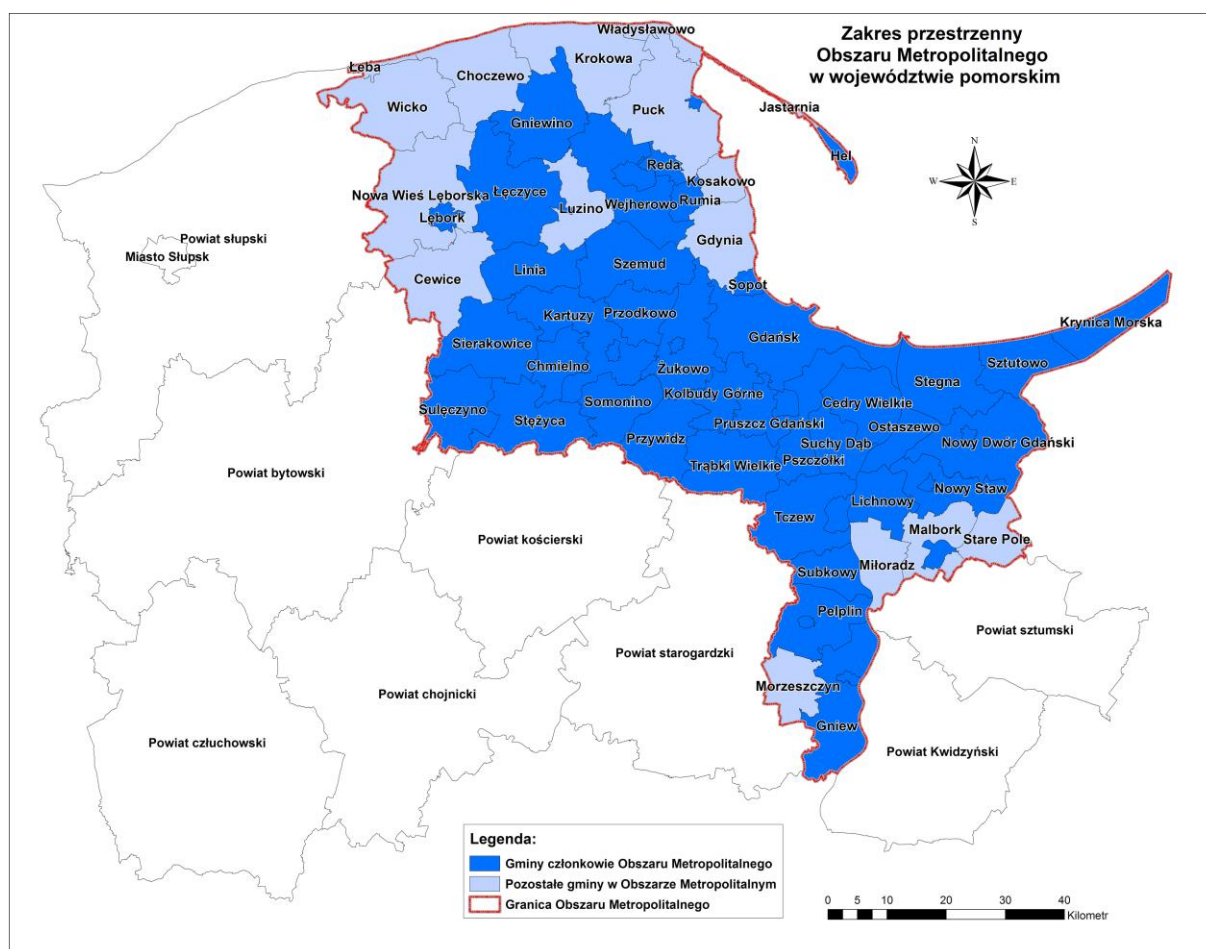 Zakres przestrzenny
Obszaru Metropolitalnego
w województwie pomorskim
Władysławowo
Krokowa
Łeba
Choczewo
Wicko
Puck
Jastarnia
Gniewino
Hel
N
W
E
S
Reda
Kosakowo
Nowa Wieś Lęborska
Łęczyce
Luzino
Wejherowo
Rumia
Lębork
Gdynia
Powiat słupski
Miasto Słupsk
Cewice
Linia
Szemud
Sopot
Kartuzy
Przodkowo
Krynica Morska
Sierakowice
Gdańsk
Chmielno
Żukowo
Sztutowo
Stegna
Sulęczyno
Stężyca
Somonino
Kolbudy Górne
Cedry Wielkie
Pruszcz Gdański
Ostaszewo
Przywidz
Suchy Dąb
Nowy Dwór Gdański
Trąbki Wielkie
Pszczółki
Powiat bytowski
Nowy Staw
Lichnowy
Tczew
Malbork
Stare Pole
Powiat kościerski
Miłoradz
Subkowy
Pelplin
Powiat sztumski
Powiat starogardzki
Morzeszczyn
Powiat chojnicki
Gniew
Powiat człuchowski
Powiat Kwidzyński
Legenda:
Gminy członkowie Obszaru Metropolitalnego
Pozostałe gminy w Obszarze Metropolitalnym
Granica Obszaru Metropolitalnego
0 5 10 20 30 40
Kilometr